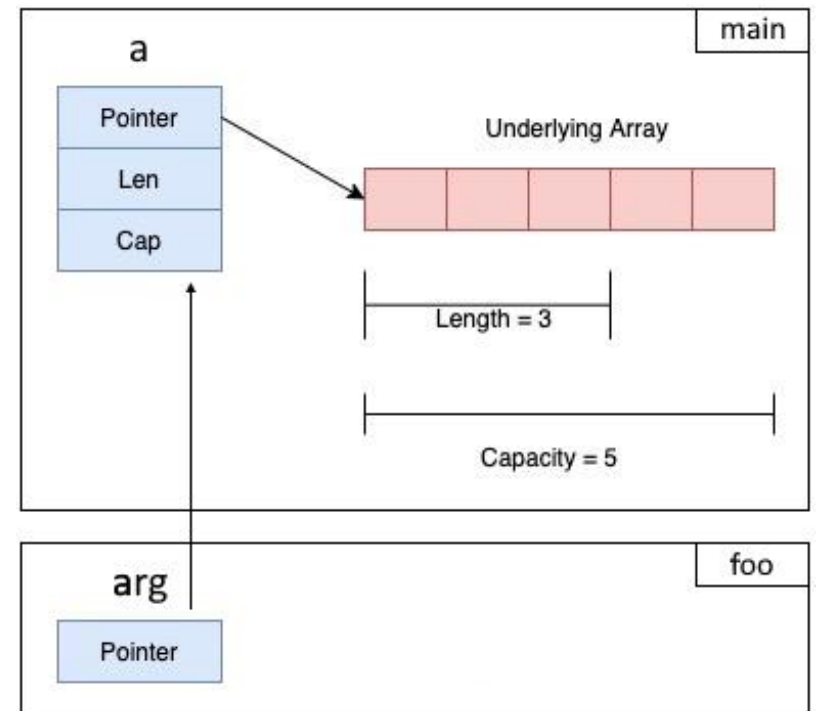 main
a
Pointer
Len
Cap
Underlying Array
Length = 3
Capacity = 5
foo
arg
Pointer